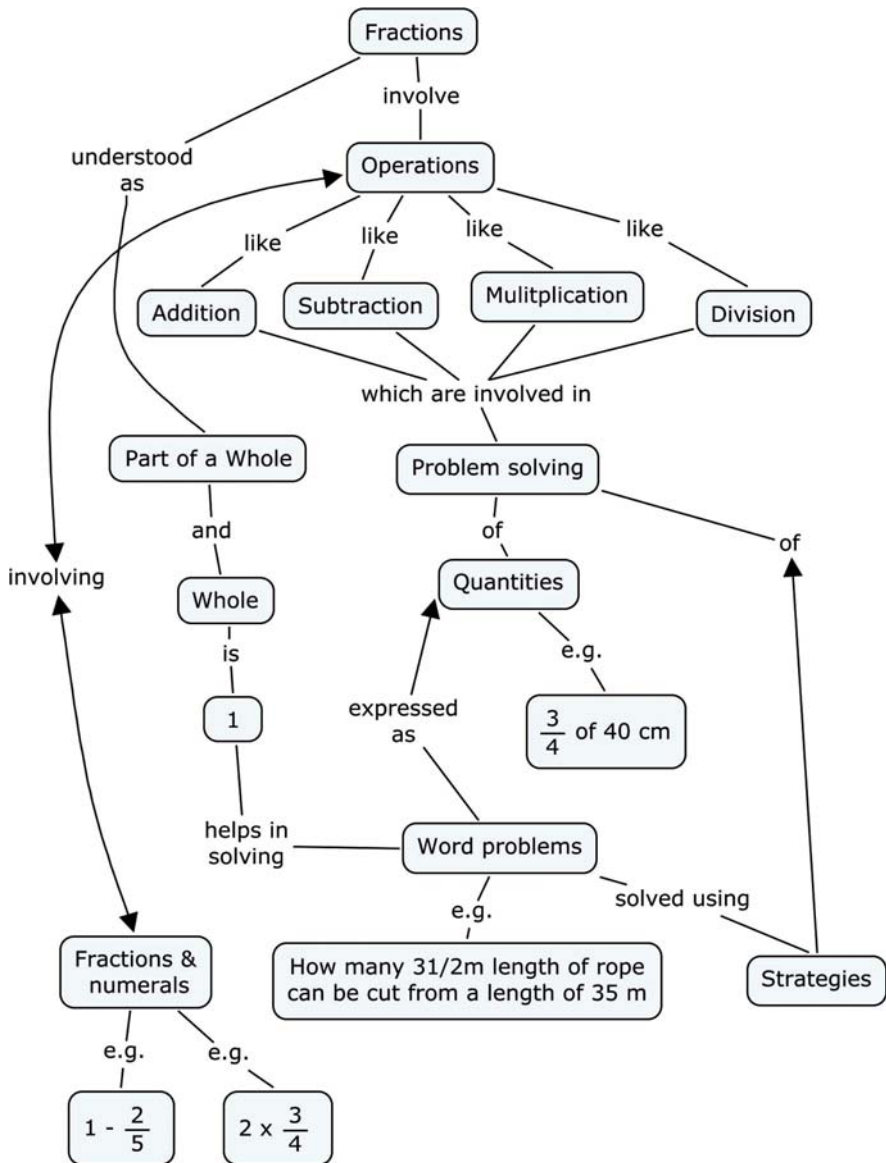 Fractions
involve
understood
as
Operations
like
like
like
like
Addition
Subtraction
Mulitplication
Division
which are involved in
Part of a Whole
Problem solving
and
of
of
involving
Whole
Quantities
is
e.g.
1
expressed
as
3/4 of 40 cm
helps in
solving
Word problems
e.g.
solved using
Fractions &
numerals
How many 31/2m length of rope
can be cut from a length of 35 m
Strategies
e.g.
e.g.
1 - 2/5
2 x 3/4